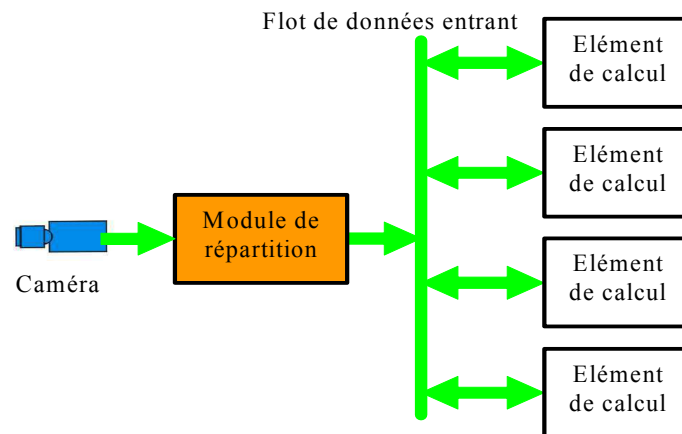 Flot de données entrant
Elément
de calcul
Elément
de calcul
Module de
répartition
Caméra
Elément
de calcul
Elément
de calcul